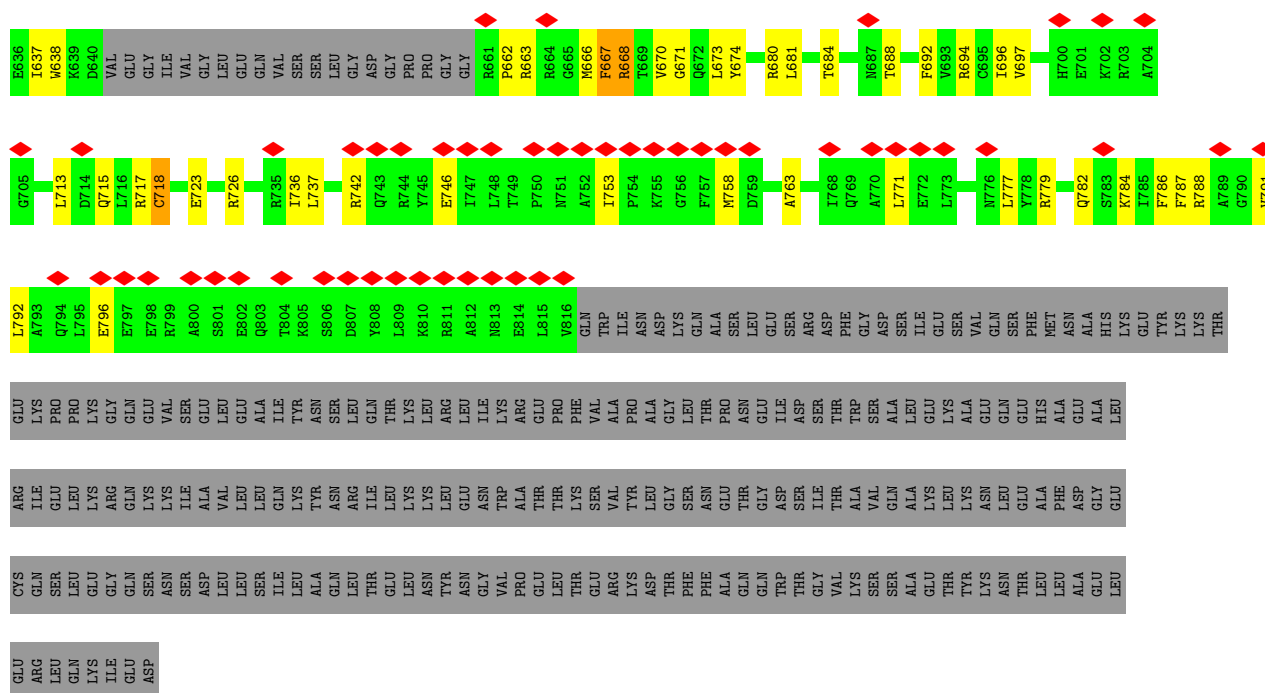 E636 I637 W638 K639 D640 VAL GLU GLY ILE VAL GLY LEU GLU GLN VAL SER SER LEU GLY ASP GLY PRO PRO GLY GLY R661 P662 R663 R664 G665 M666 F667 R668 T669 V670 G671 Q672 L673 Y674 R680 L681 T684 N687 T688 F692 V693 R694 C695 I696 V697 H700 E701 K702 R703 A704
G705 L713 D714 Q715 L716 R717 C718 E723 R726 R735 I736 L737 R742 Q743 R744 Y745 E746 I747 L748 T749 P750 N751 A752 I753 P754 K755 G756 F757 M758 D759 A763 I768 Q769 A770 L771 E772 L773 N776 L777 Y778 R779 Q782 S783 K784 I785 F786 F787 R788 A789 G790 V791
L792 A793 Q794 L795 E796 E797 E798 R799 A800 S801 E802 Q803 T804 K805 S806 D807 Y808 L809 K810 R811 A812 N813 E814 L815 V816 GLN TRP ILE ASN ASP LYS GLN ALA SER LEU GLU SER ARG ASP PHE GLY ASP SER ILE GLU SER VAL GLN SER PHE MET ASN ALA HIS LYS GLU TYR LYS LYS THR
GLU LYS PRO PRO LYS GLY GLN GLU VAL SER GLU LEU GLU ALA ILE TYR ASN SER LEU GLN THR LYS LEU ARG LEU ILE LYS ARG GLU PRO PHE VAL ALA PRO ALA GLY LEU THR PRO ASN GLU ILE ASP SER THR TRP SER ALA LEU GLU LYS ALA GLU GLN GLU HIS ALA GLU ALA LEU
ARG ILE GLU LEU LYS ARG GLN LYS LYS ILE ALA VAL LEU LEU GLN LYS TYR ASN ARG ILE LEU LYS LYS LEU GLU ASN TRP ALA THR THR LYS SER VAL TYR LEU GLY SER ASN GLU THR GLY ASP SER ILE THR ALA VAL GLN ALA LYS LEU LYS ASN LEU GLU ALA PHE ASP GLY GLU
CYS GLN SER LEU GLU GLY GLN SER ASN SER ASP LEU LEU SER ILE LEU ALA GLN LEU THR GLU LEU ASN TYR ASN GLY VAL PRO GLU LEU THR GLU ARG LYS ASP THR PHE PHE ALA GLN GLN TRP THR GLY VAL LYS SER SER ALA GLU THR TYR LYS ASN THR LEU LEU ALA GLU LEU
GLU ARG LEU GLN LYS ILE GLU ASP